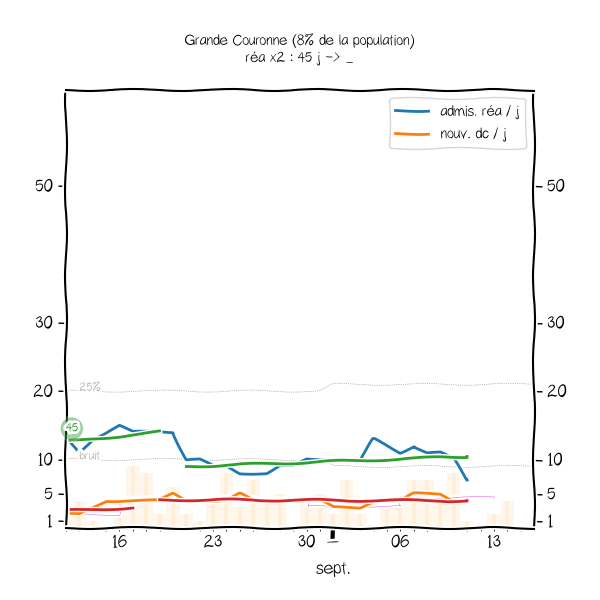 Grande Couronne (8% de la population)
réa x2 : 45 j -> _
admis. réa / j
nouv. dc / j
50 50
30 30
25%
20 20
45
bruit
10 10
5 5
1 1
16 23 30 1 06 13
sept.